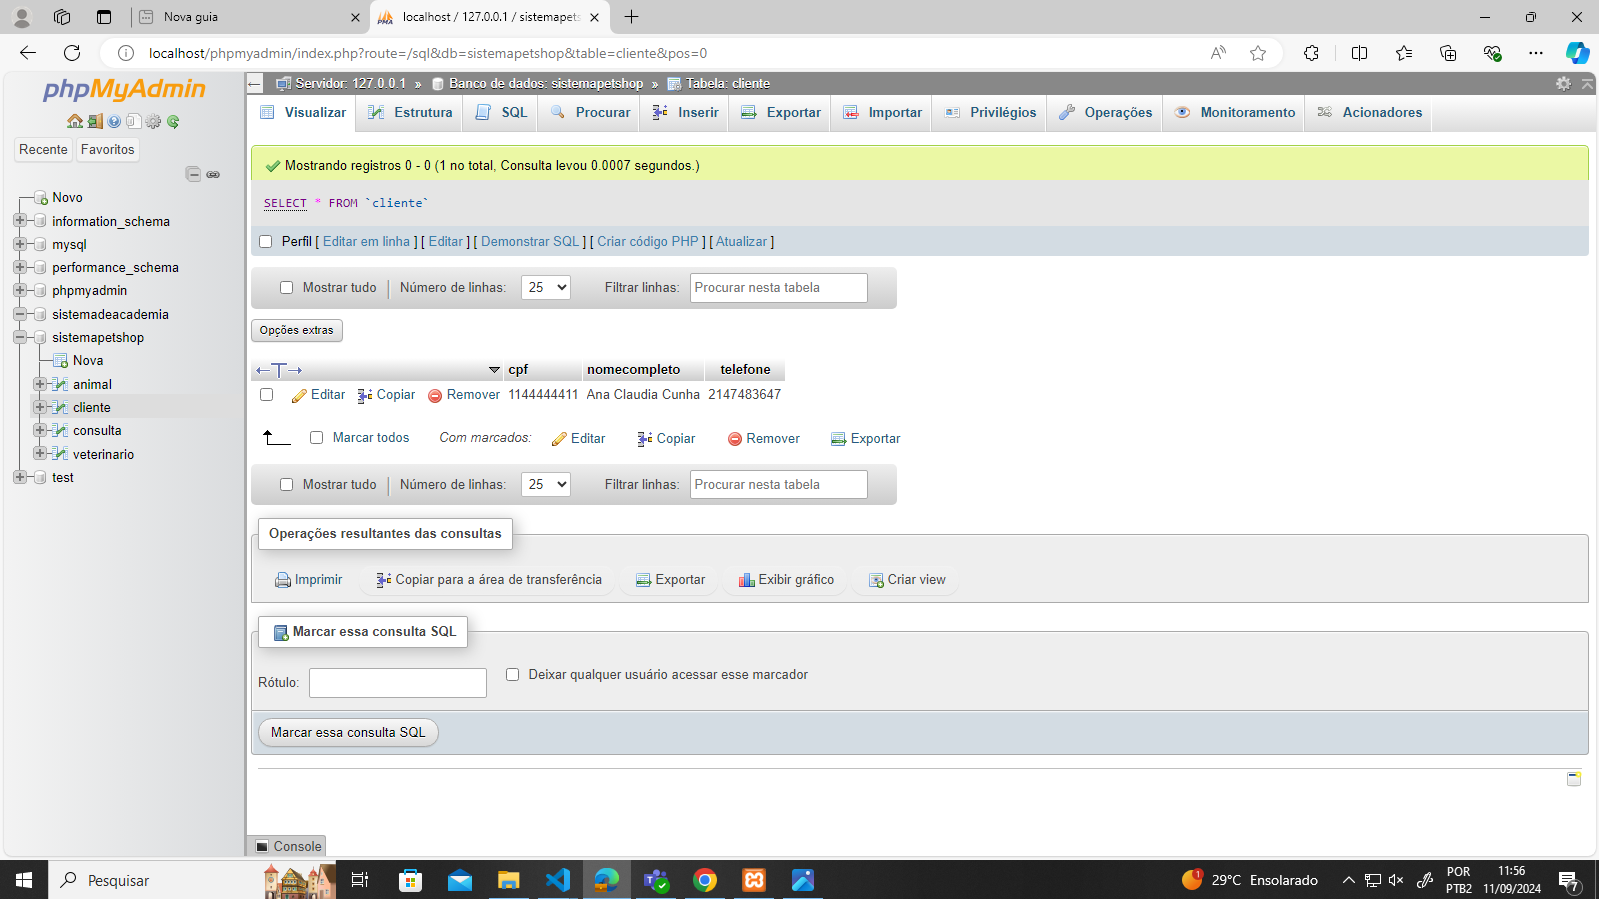 Nova guia
localhost / 127.0.0.1 / sistemapets
localhost/phpmyadmin/index.php?route=/sql&db=sistemapetshop&table=cliente&pos=0
phpMyAdmin
Recente
Favoritos
Novo
information_schema
mysql
performance_schema
phpmyadmin
sistemadeacademia
sistemapetshop
Nova
animal
cliente
consulta
veterinario
test
Servidor: 127.0.0.1 » Banco de dados: sistemapetshop » Tabela: cliente
Visualizar Estrutura SQL Procurar Inserir Exportar Importar Privilégios Operações Monitoramento Acionadores
Mostrando registros 0 - 0 (1 no total, Consulta levou 0.0007 segundos.)
SELECT * FROM `cliente`
Perfil [ Editar em linha ] [ Editar ] [ Demonstrar SQL ] [ Criar código PHP ] [ Atualizar ]
Mostrar tudo Número de linhas: 25 Filtrar linhas: Procurar nesta tabela
Opções extras
←T→ cpf nomecompleto telefone
Editar Copiar Remover 1144444411 Ana Claudia Cunha 2147483647
Marcar todos Com marcados: Editar Copiar Remover Exportar
Mostrar tudo Número de linhas: 25 Filtrar linhas: Procurar nesta tabela
Operações resultantes das consultas
Imprimir Copiar para a área de transferência Exportar Exibir gráfico Criar view
Marcar essa consulta SQL
Rótulo: Deixar qualquer usuário acessar esse marcador
Marcar essa consulta SQL
Console
Pesquisar
1
29°C Ensolarado
POR
PTB2
11:56
11/09/2024
7